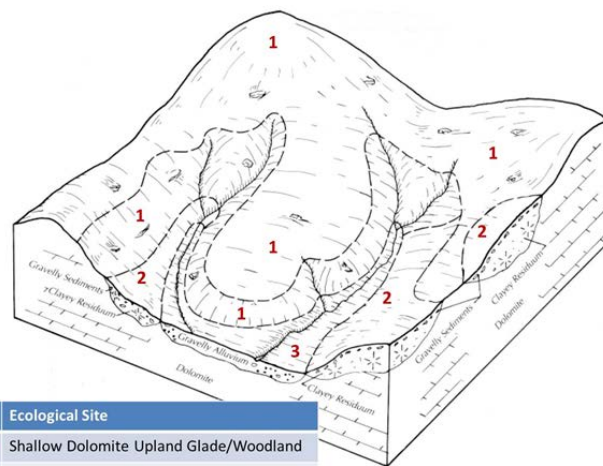 1
1
1
1
1
2
2
2
3
Gravelly Sediments
Clayey Residuum
Gravelly Alluvium
Dolomite
Clayey Residuum
Gravelly Sediments
Clayey Residuum
Dolomite
Ecological Site
Shallow Dolomite Upland Glade/Woodland